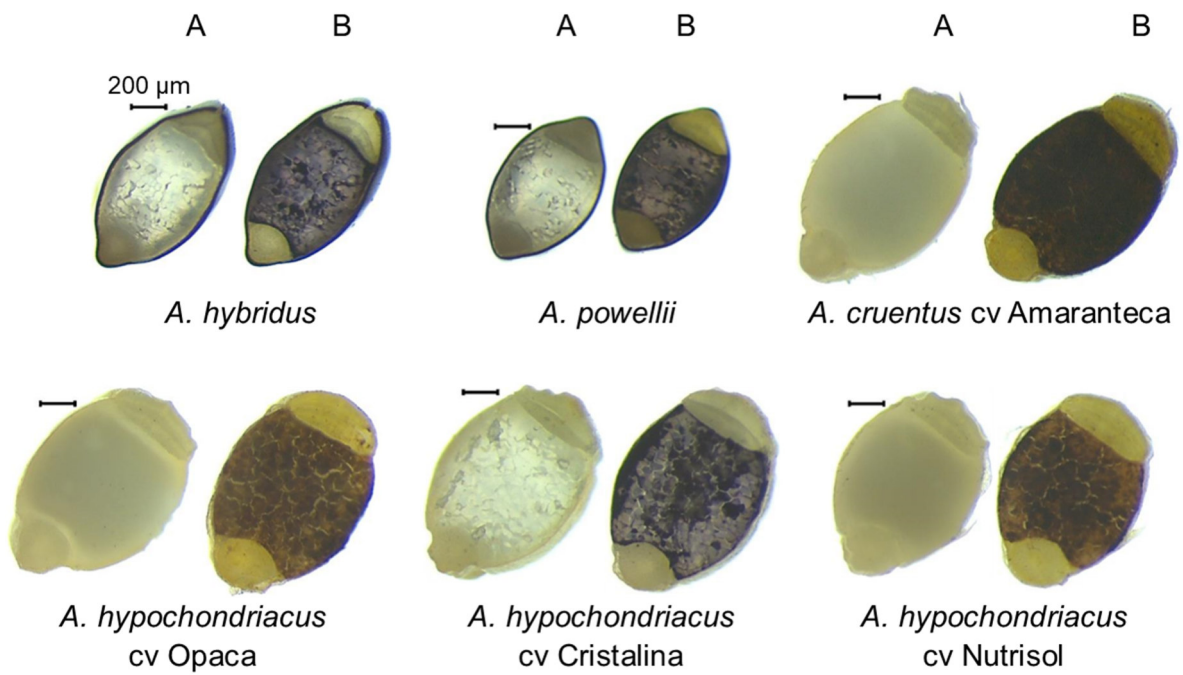 A B A B A B
200 µm
A. hybridus A. powellii A. cruentus cv Amaranteca
A. hypochondriacus A. hypochondriacus A. hypochondriacus
cv Opaca cv Cristalina cv Nutrisol